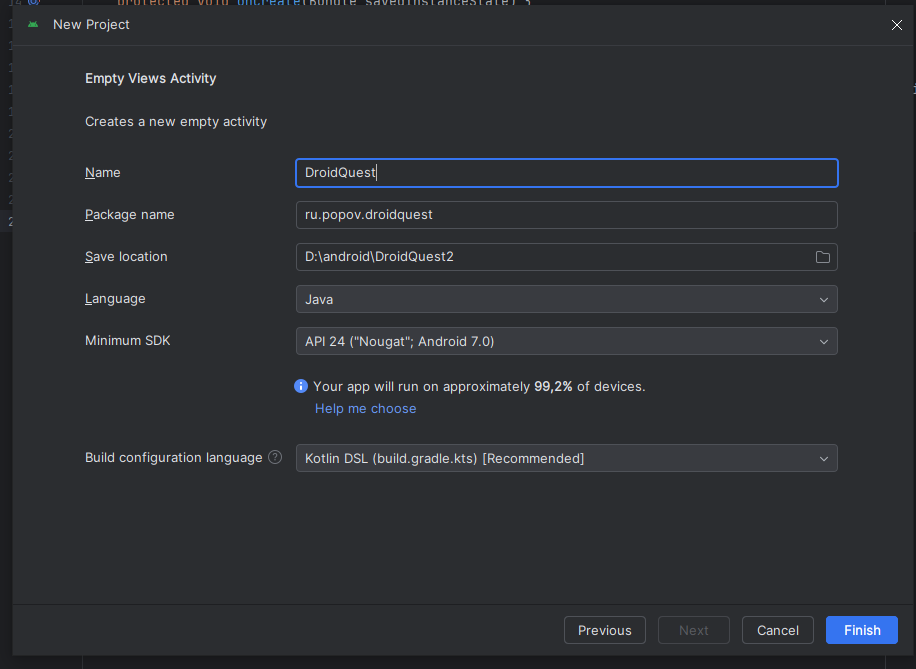 protected void onCreate(Bundle savedInstanceState) {
New Project
Empty Views Activity
Creates a new empty activity
Name DroidQuest
Package name ru.popov.droidquest
Save location D:\android\DroidQuest2
Language Java
Minimum SDK API 24 ("Nougat"; Android 7.0)
Your app will run on approximately 99,2% of devices.
Help me choose
Build configuration language ? Kotlin DSL (build.gradle.kts) [Recommended]
Previous Next Cancel Finish